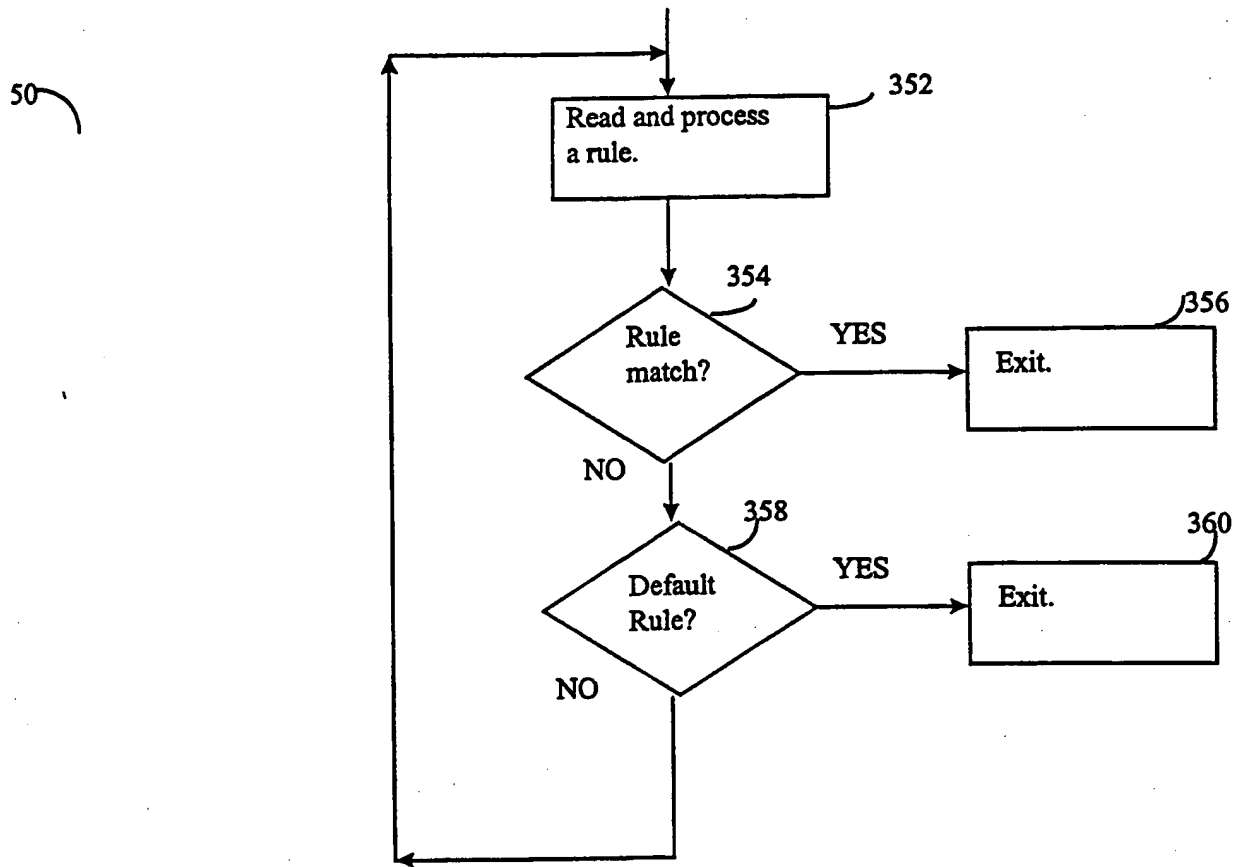 50
352
Read and process
a rule.
354
Rule
match?
YES
356
Exit.
NO
358
Default
Rule?
YES
360
Exit.
NO